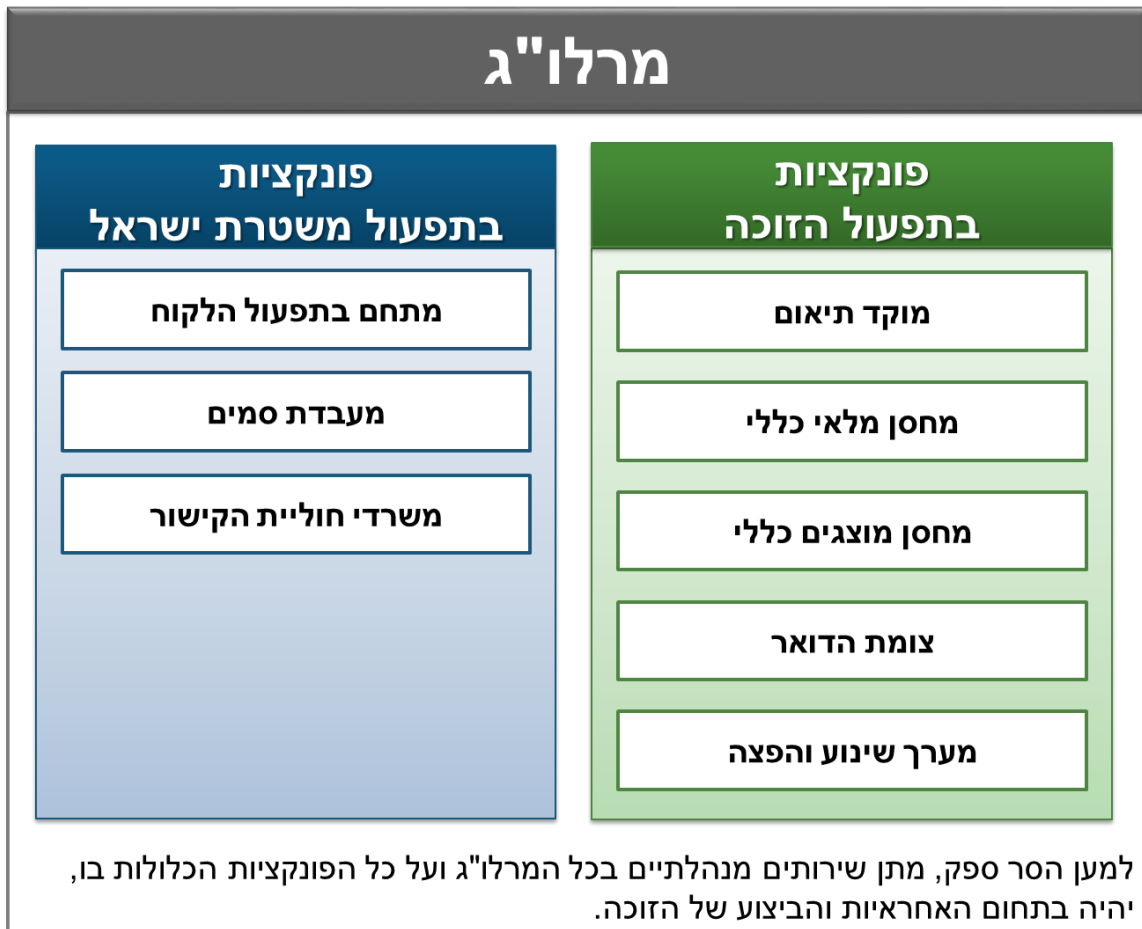 מרלו"ג
פונקציות
בתפעול הזוכה
מוקד תיאום
מחסן מלאי כללי
מחסן מוצגים כללי
צומת הדואר
מערך שינוע והפצה
פונקציות
בתפעול משטרת ישראל
מתחם בתפעול הלקוח
מעבדת סמים
משרדי חוליית הקישור
למען הסר ספק, מתן שירותים מנהלתיים בכל המרלו"ג ועל כל הפונקציות הכלולות בו,
יהיה בתחום האחראיות והביצוע של הזוכה.